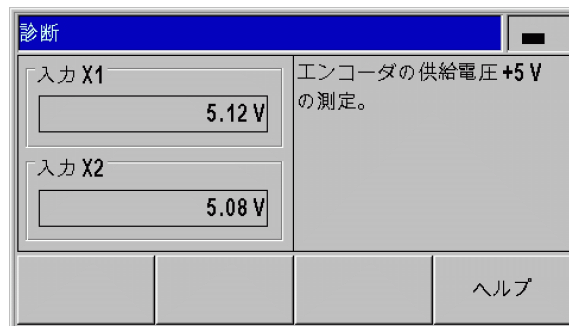 診断
入力 X1
5.12 V
入力 X2
5.08 V
エンコーダの供給電圧 +5 V
の測定。
ヘルプ